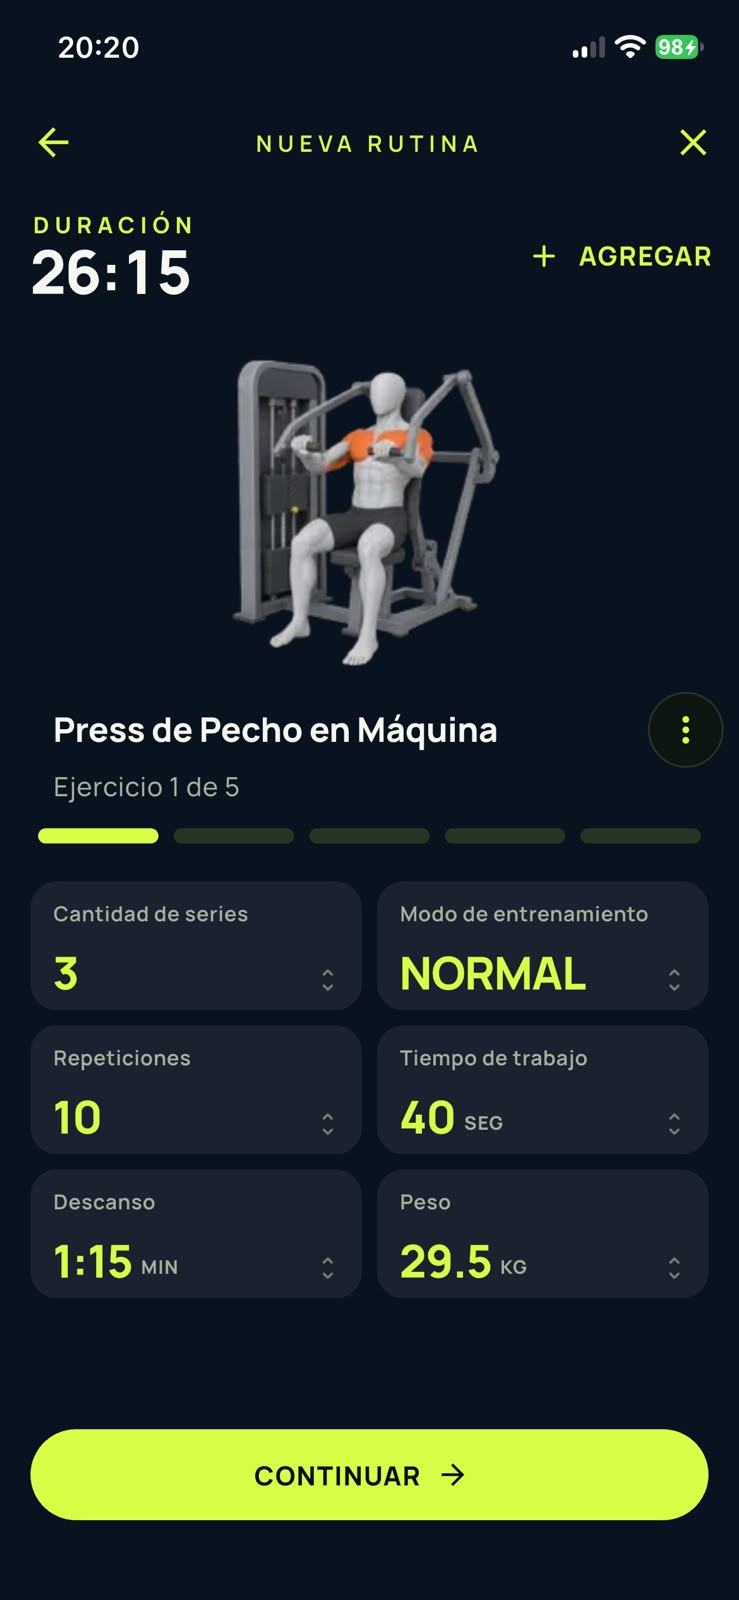 20:20
98
NUEVA RUTINA
DURACIÓN
26:15
+ AGREGAR
Press de Pecho en Máquina
Ejercicio 1 de 5
Cantidad de series
3
Modo de entrenamiento
NORMAL
Repeticiones
10
Tiempo de trabajo
40 SEG
Descanso
1:15 MIN
Peso
29.5 KG
CONTINUAR →